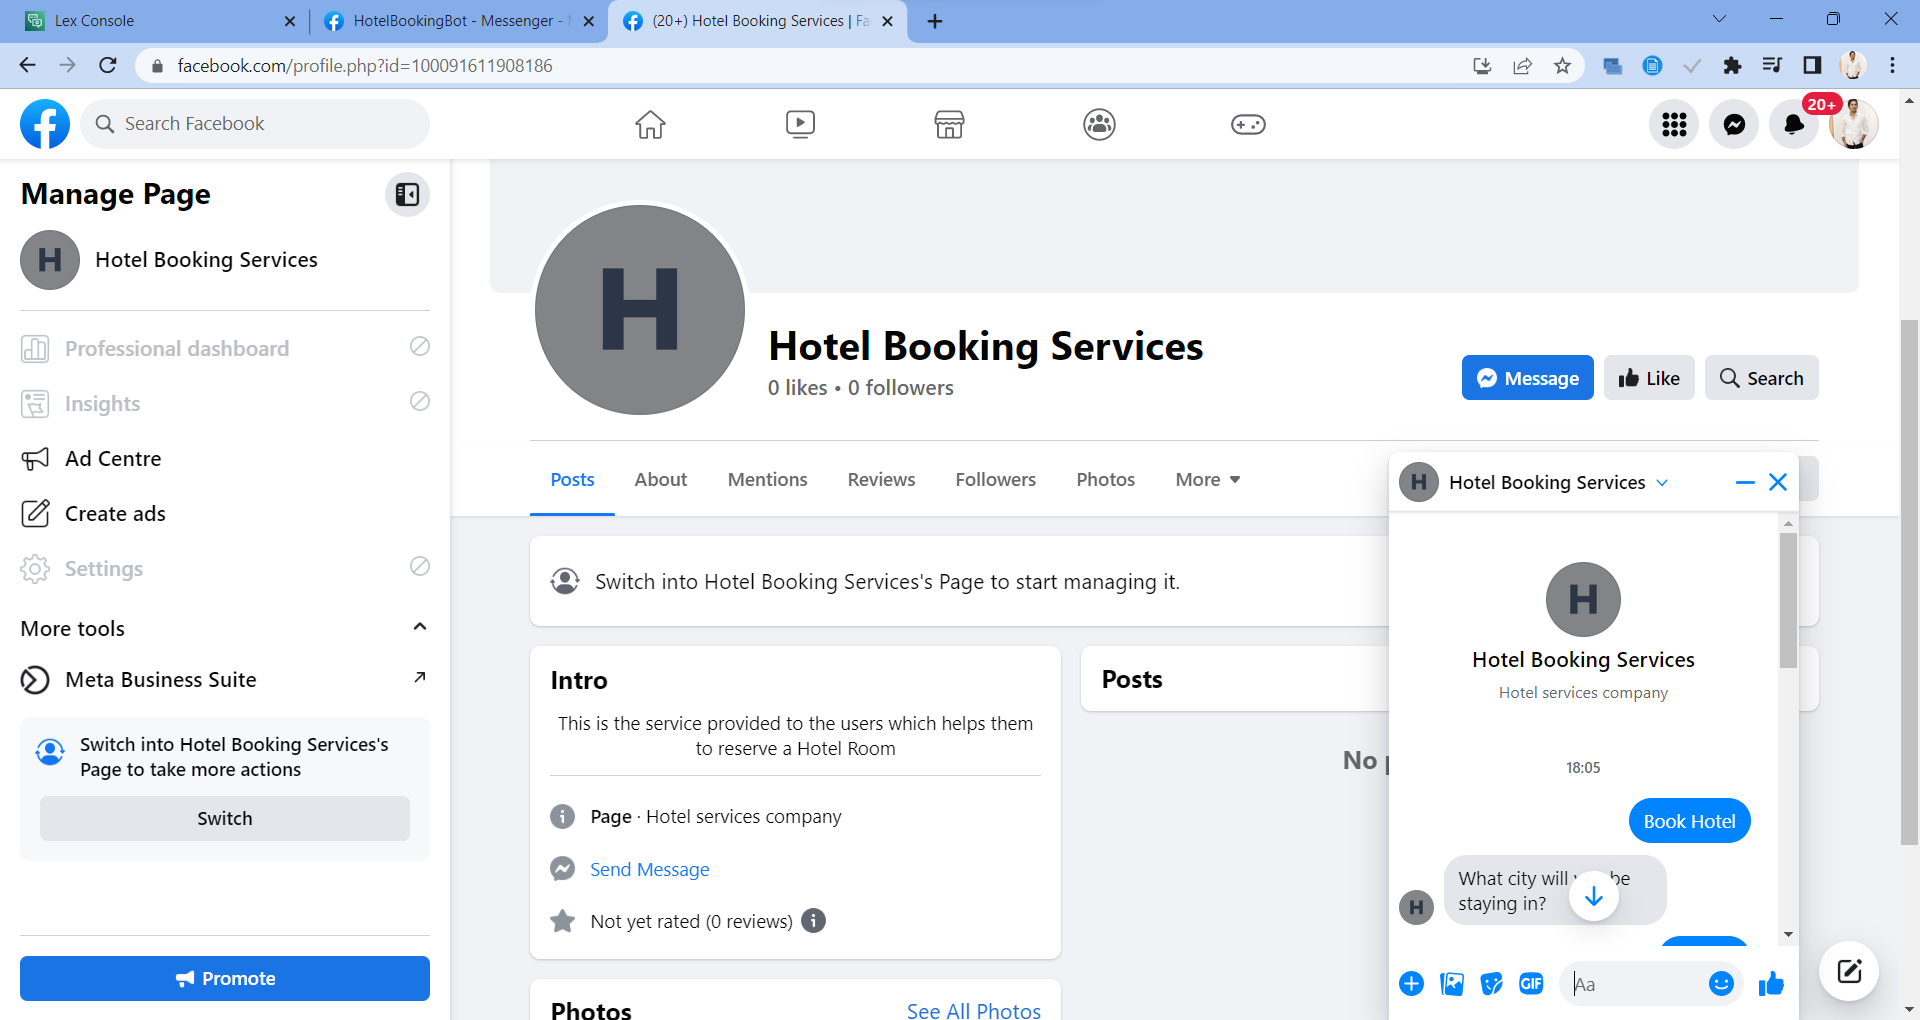 Lex Console
HotelBookingBot - Messenger -
(20+) Hotel Booking Services | Fa
facebook.com/profile.php?id=100091611908186
Search Facebook
20+
Manage Page
H
Hotel Booking Services
Professional dashboard
Insights
Ad Centre
Create ads
Settings
More tools
Meta Business Suite
Switch into Hotel Booking Services's
Page to take more actions
Switch
Promote
H
Hotel Booking Services
0 likes • 0 followers
Message
Like
Search
Posts
About
Mentions
Reviews
Followers
Photos
More
Switch into Hotel Booking Services's Page to start managing it.
Intro
This is the service provided to the users which helps them
to reserve a Hotel Room
Page · Hotel services company
Send Message
Not yet rated (0 reviews)
Photos
See All Photos
Posts
No
H
Hotel Booking Services
H
Hotel Booking Services
Hotel services company
18:05
Book Hotel
What city will be
staying in?
H
GIF
Aa